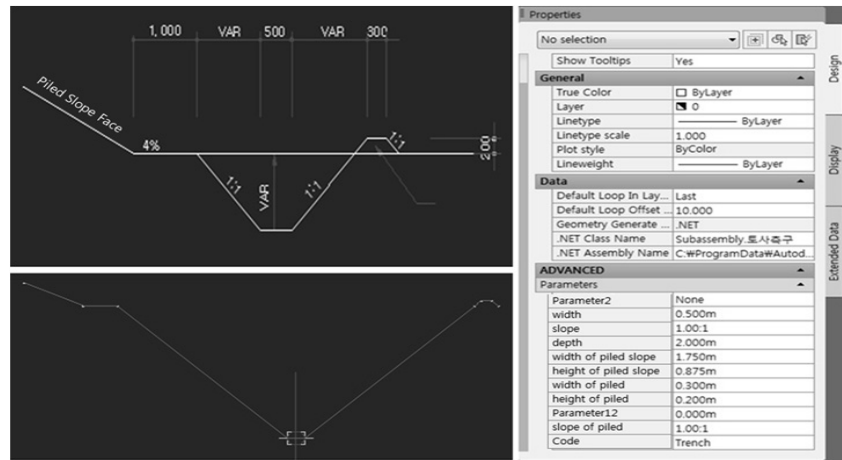 1,000 VAR 500 VAR 300
Piled Slope Face
4%
1:1
VAR
1:1
1:1
200
Properties
No selection
Show Tooltips Yes
General
True Color ByLayer
Layer 0
Linetype ByLayer
Linetype scale 1.000
Plot style ByColor
Lineweight ByLayer
Data
Default Loop In Lay... Last
Default Loop Offset ... 10.000
Geometry Generate ... .NET
.NET Class Name Subassembly.토사측구
.NET Assembly Name C:₩ProgramData₩Autod...
ADVANCED
Parameters
Parameter2 None
width 0.500m
slope 1.00:1
depth 2.000m
width of piled slope 1.750m
height of piled slope 0.875m
width of piled 0.300m
height of piled 0.200m
Parameter12 0.000m
slope of piled 1.00:1
Code Trench
Design
Display
Extended Data